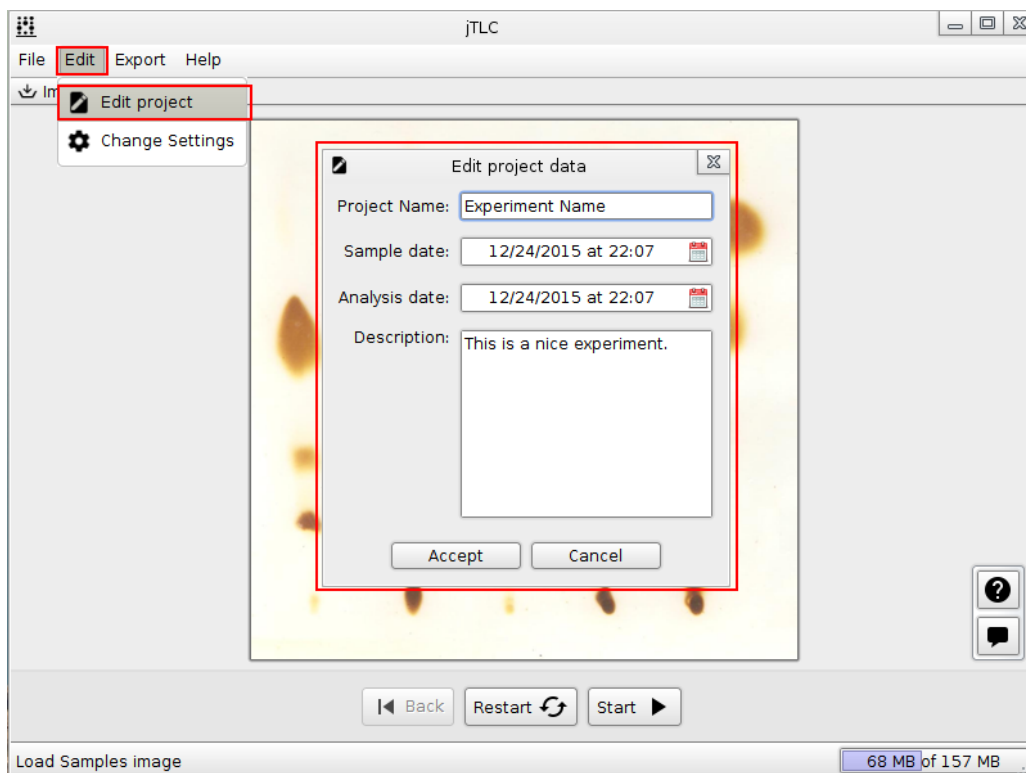 jTLC
File Edit Export Help
Im
Edit project
Change Settings
Edit project data
Project Name: Experiment Name
Sample date: 12/24/2015 at 22:07
Analysis date: 12/24/2015 at 22:07
Description: This is a nice experiment.
Accept Cancel
?
Back Restart Start
Load Samples image 68 MB of 157 MB